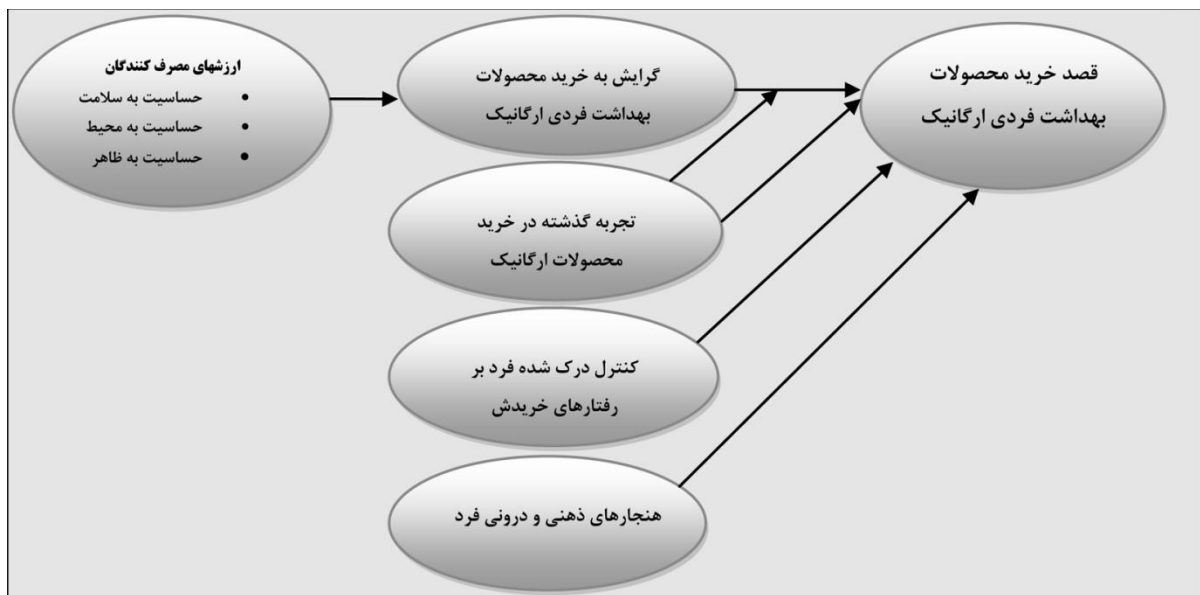 ارزشهای مصرف کنندگان
• حساسیت به سلامت
• حساسیت به محیط
• حساسیت به ظاهر
گرایش به خرید محصولات
بهداشت فردی ارگانیک
قصد خرید محصولات
بهداشت فردی ارگانیک
تجربه گذشته در خرید
محصولات ارگانیک
کنترل درک شده فرد بر
رفتارهای خریدش
هنجارهای ذهنی و درونی فرد